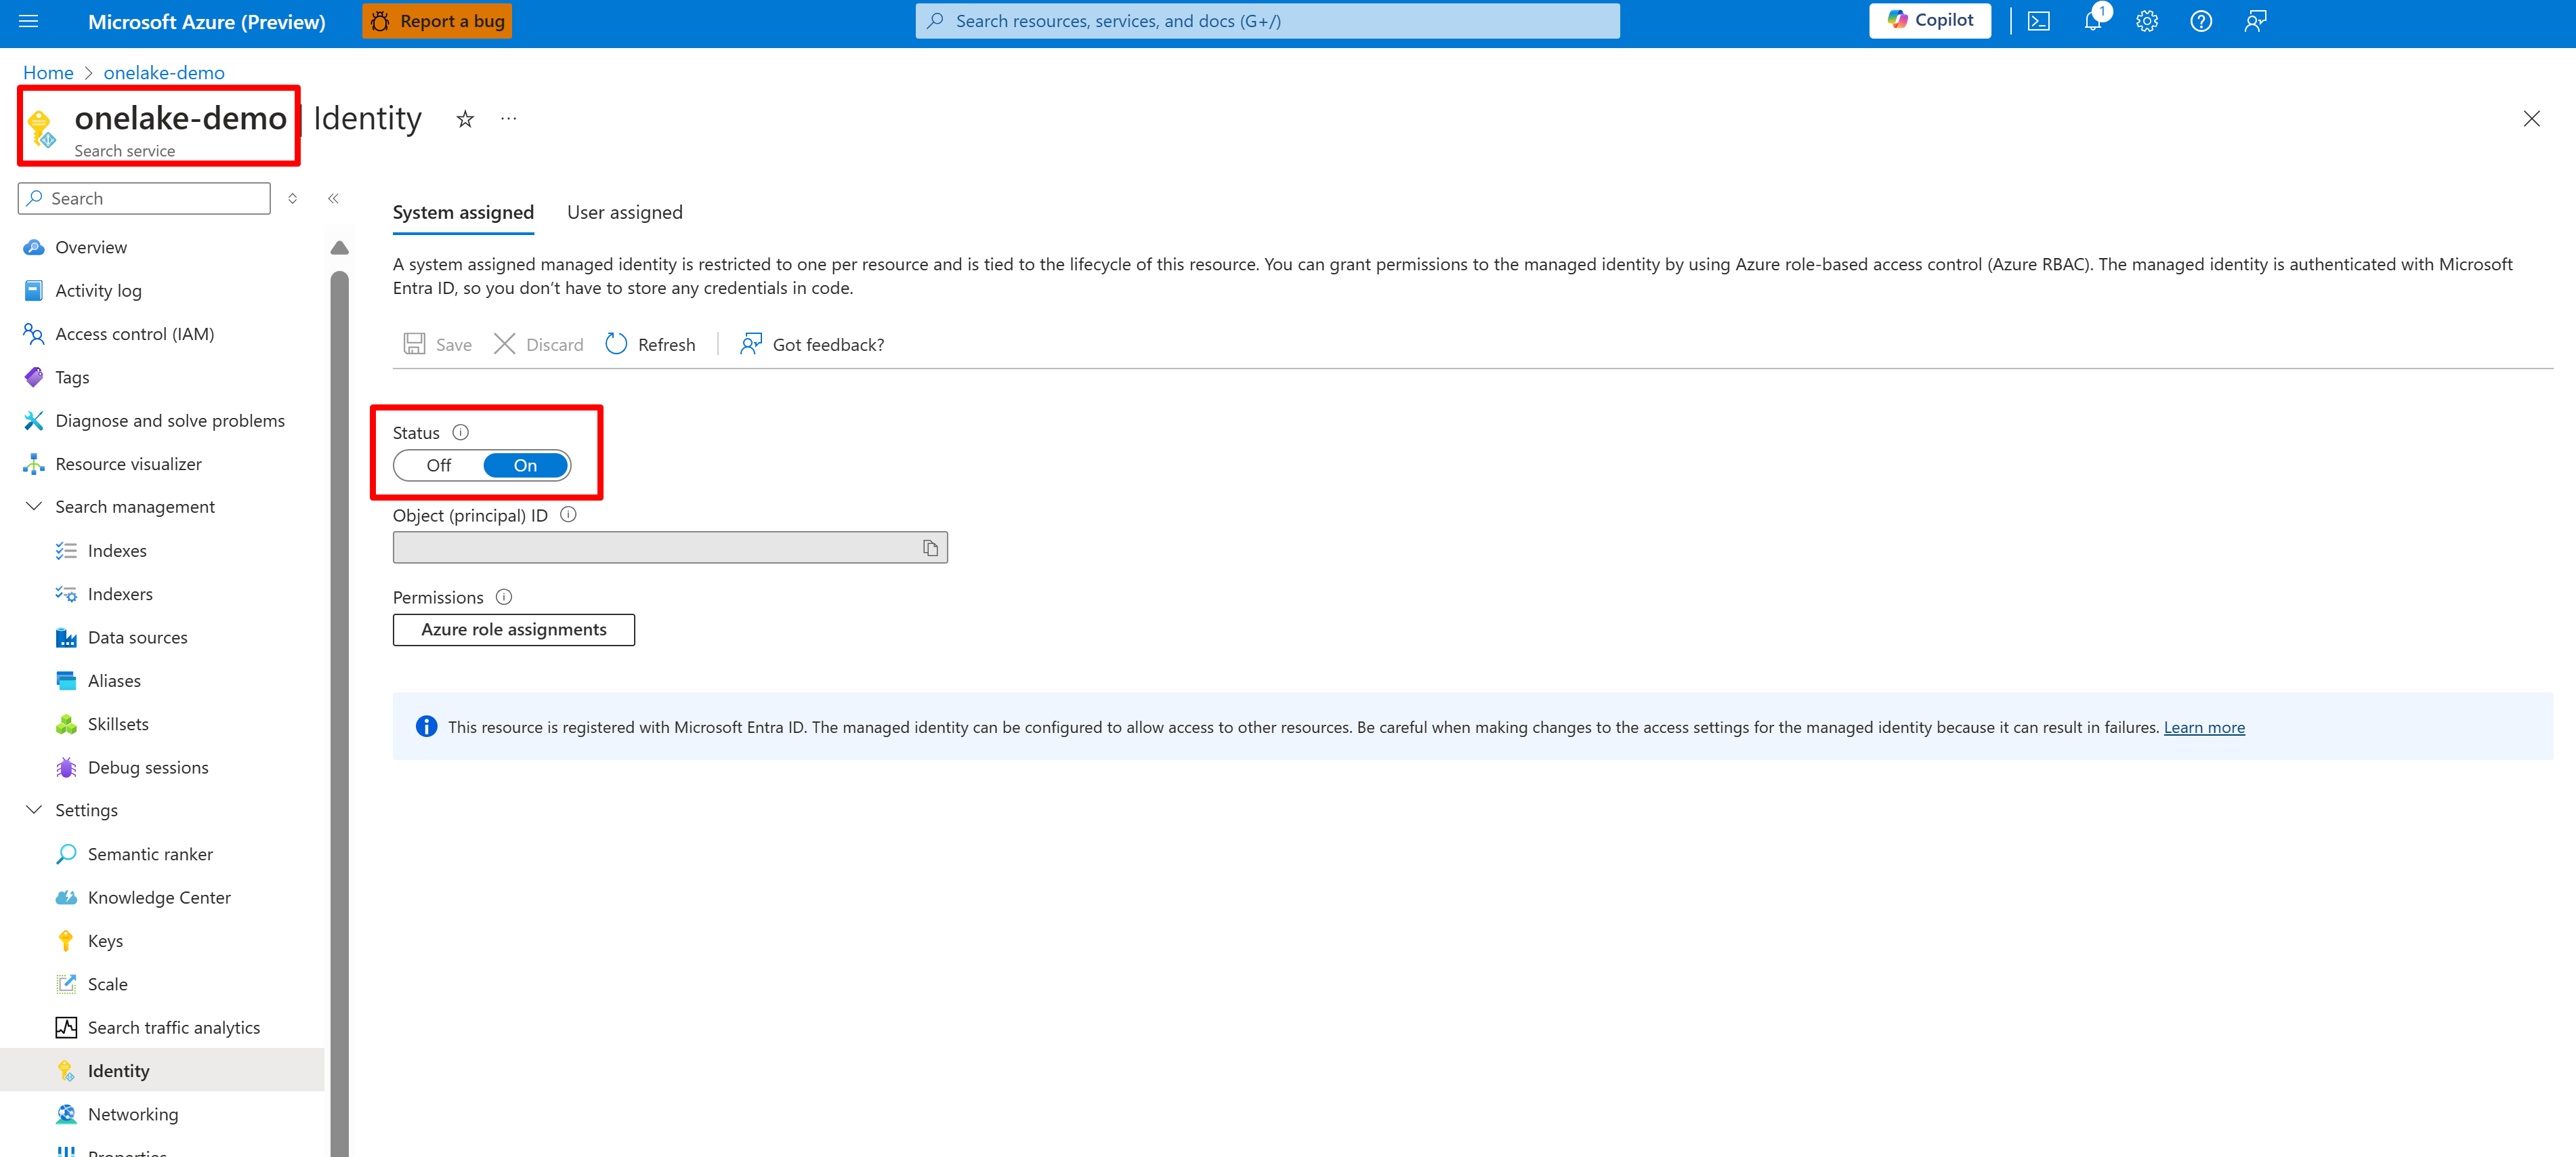 Microsoft Azure (Preview)
Report a bug
Search resources, services, and docs (G+/)
Copilot
1
Home > onelake-demo
onelake-demo | Identity
Search service
Search
Overview
Activity log
Access control (IAM)
Tags
Diagnose and solve problems
Resource visualizer
Search management
Indexes
Indexers
Data sources
Aliases
Skillsets
Debug sessions
Settings
Semantic ranker
Knowledge Center
Keys
Scale
Search traffic analytics
Identity
Networking
Properties
System assigned
User assigned
A system assigned managed identity is restricted to one per resource and is tied to the lifecycle of this resource. You can grant permissions to the managed identity by using Azure role-based access control (Azure RBAC). The managed identity is authenticated with Microsoft
Entra ID, so you don’t have to store any credentials in code.
Save
Discard
Refresh
Got feedback?
Status
Off
On
Object (principal) ID
Permissions
Azure role assignments
This resource is registered with Microsoft Entra ID. The managed identity can be configured to allow access to other resources. Be careful when making changes to the access settings for the managed identity because it can result in failures. Learn more